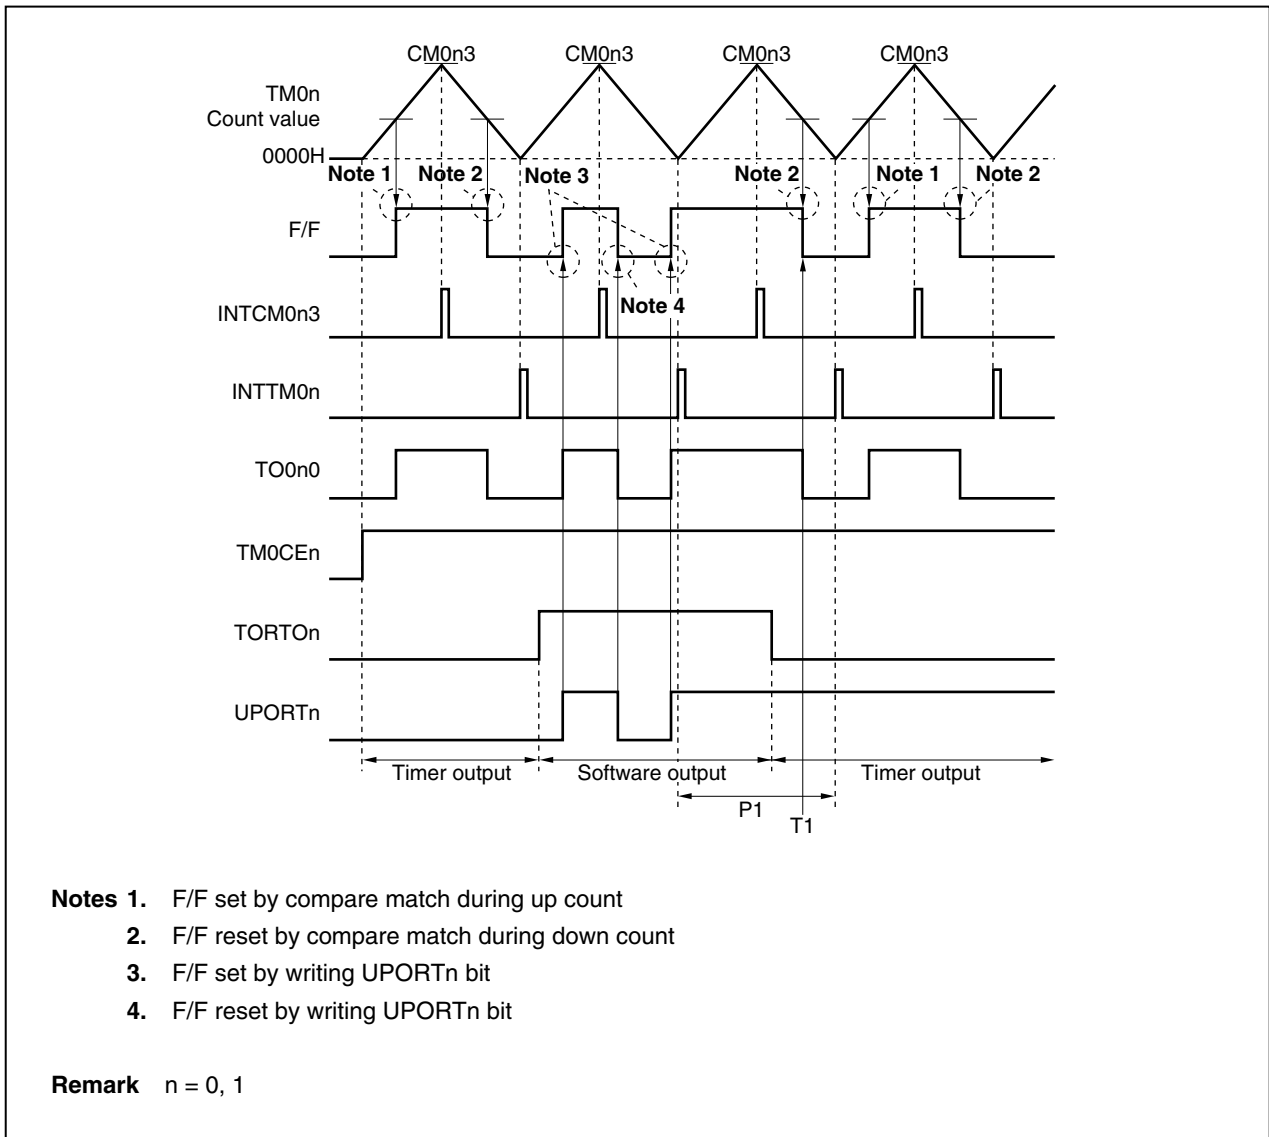 CM0n3 CM0n3 CM0n3 CM0n3
TM0n
Count value
0000H
Note 1 Note 2 Note 3 Note 2 Note 1 Note 2
F/F
Note 4
INTCM0n3
INTTM0n
TO0n0
TM0CEn
TORTOn
UPORTn
Timer output Software output Timer output
P1
T1
Notes 1. F/F set by compare match during up count
2. F/F reset by compare match during down count
3. F/F set by writing UPORTn bit
4. F/F reset by writing UPORTn bit
Remark n = 0, 1